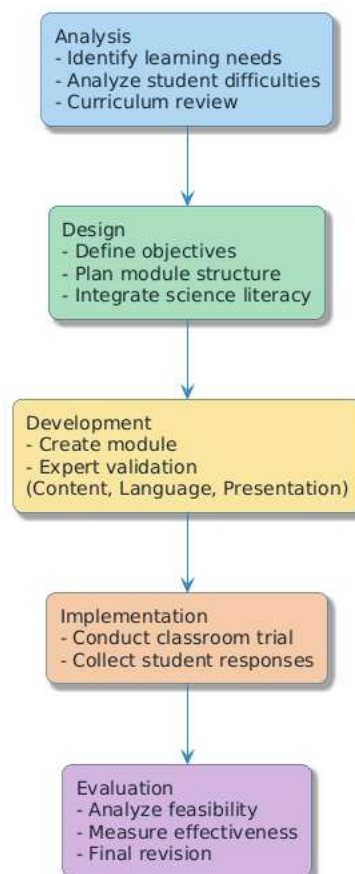 Analysis
- Identify learning needs
- Analyze student difficulties
- Curriculum review
Design
- Define objectives
- Plan module structure
- Integrate science literacy
Development
- Create module
- Expert validation
(Content, Language, Presentation)
Implementation
- Conduct classroom trial
- Collect student responses
Evaluation
- Analyze feasibility
- Measure effectiveness
- Final revision